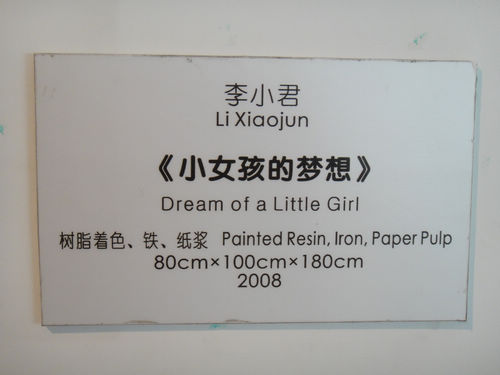 李小君
Li Xiaojun
《小女孩的梦想》
Dream of a Little Girl
树脂着色、铁、纸浆 Painted Resin, Iron, Paper Pulp
80cm×100cm×180cm
2008